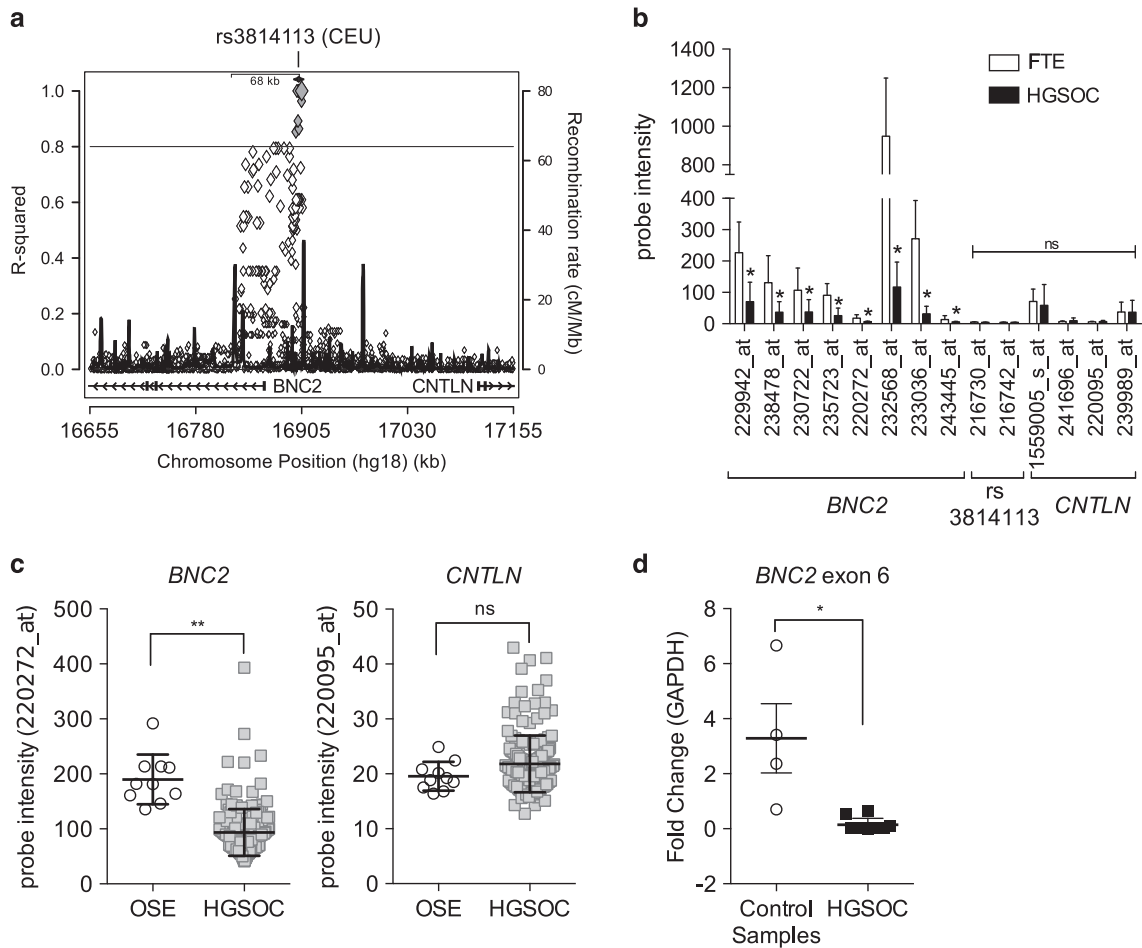 a
rs3814113 (CEU)
68 kb
1.0
0.8
0.6
0.4
0.2
0.0
R-squared
80
60
40
20
0
Recombination rate (cM/Mb)
BNC2
CNTLN
16655
16780
16905
17030
17155
Chromosome Position (hg18) (kb)
b
1400
1200
1000
800
400
300
200
100
0
probe intensity
FTE
HGSOC
*
*
*
*
*
*
*
*
ns
229942_at
238478_at
230722_at
235723_at
220272_at
232568_at
233036_at
243445_at
216730_at
216742_at
1559005_s_at
241696_at
220095_at
239989_at
BNC2
rs
3814113
CNTLN
c
BNC2
probe intensity (220272_at)
500
400
300
200
100
0
**
OSE
HGSOC
CNTLN
probe intensity (220095_at)
50
40
30
20
10
0
ns
OSE
HGSOC
d
BNC2 exon 6
Fold Change (GAPDH)
8
6
4
2
0
-2
*
Control
Samples
HGSOC